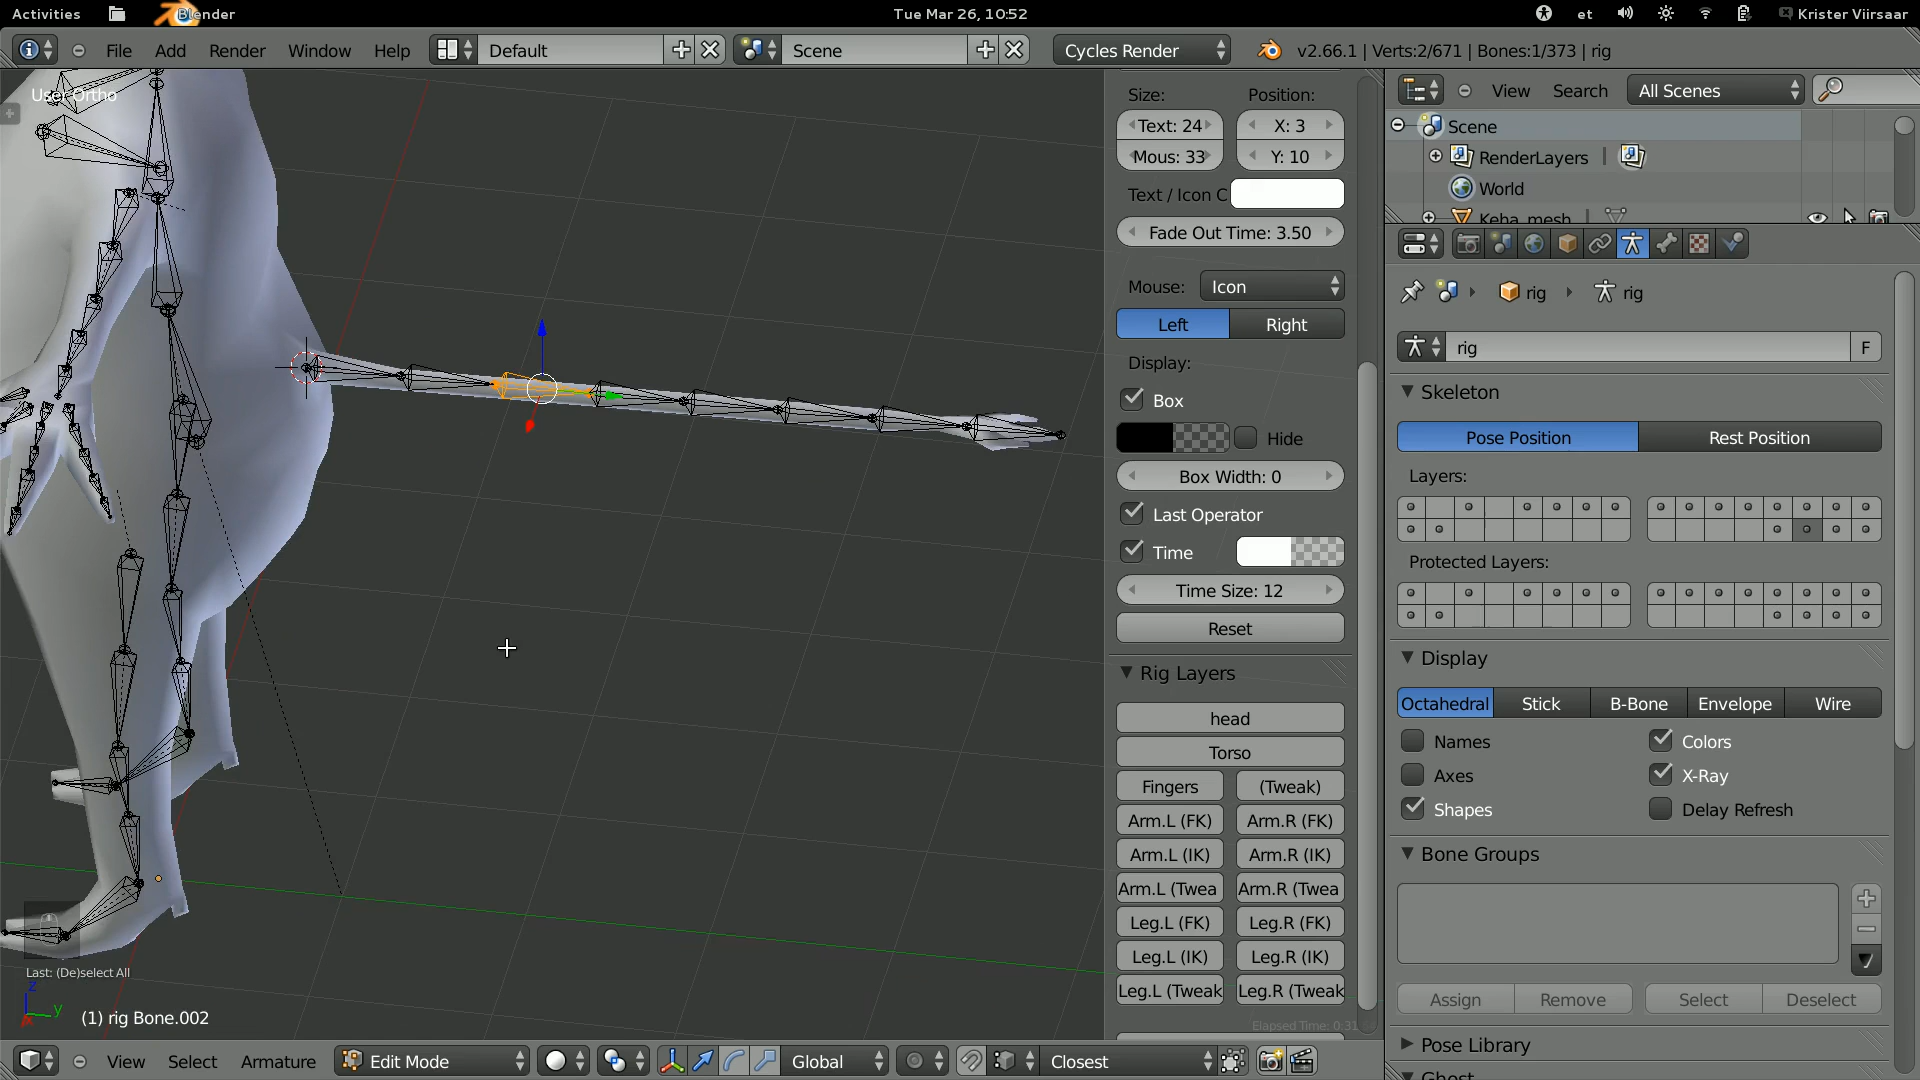 Activities
Blender
Tue Mar 26, 10:52
et
Krister Viirsaar
File Add Render Window Help
Default
Scene
Cycles Render
v2.66.1 | Verts:2/671 | Bones:1/373 | rig
User Ortho
Size:
Position:
Text: 24
X: 3
Mous: 33
Y: 10
Text / Icon C
Fade Out Time: 3.50
Mouse:
Icon
Left
Right
Display:
Box
Hide
Box Width: 0
Last Operator
Time
Time Size: 12
Reset
Rig Layers
head
Torso
Fingers
(Tweak)
Arm.L (FK)
Arm.R (FK)
Arm.L (IK)
Arm.R (IK)
Arm.L (Twea
Arm.R (Twea
Leg.L (FK)
Leg.R (FK)
Leg.L (IK)
Leg.R (IK)
Leg.L (Tweak
Leg.R (Tweak
Elapsed Time: 0:31
View Search
All Scenes
Scene
RenderLayers
World
Keha_mesh
rig
rig
rig
F
Skeleton
Pose Position
Rest Position
Layers:
Protected Layers:
Display
Octahedral
Stick
B-Bone
Envelope
Wire
Names
Colors
Axes
X-Ray
Shapes
Delay Refresh
Bone Groups
Assign
Remove
Select
Deselect
Pose Library
Ghost
Last: (De)select All
z
y
(1) rig Bone.002
View Select Armature
Edit Mode
Global
Closest